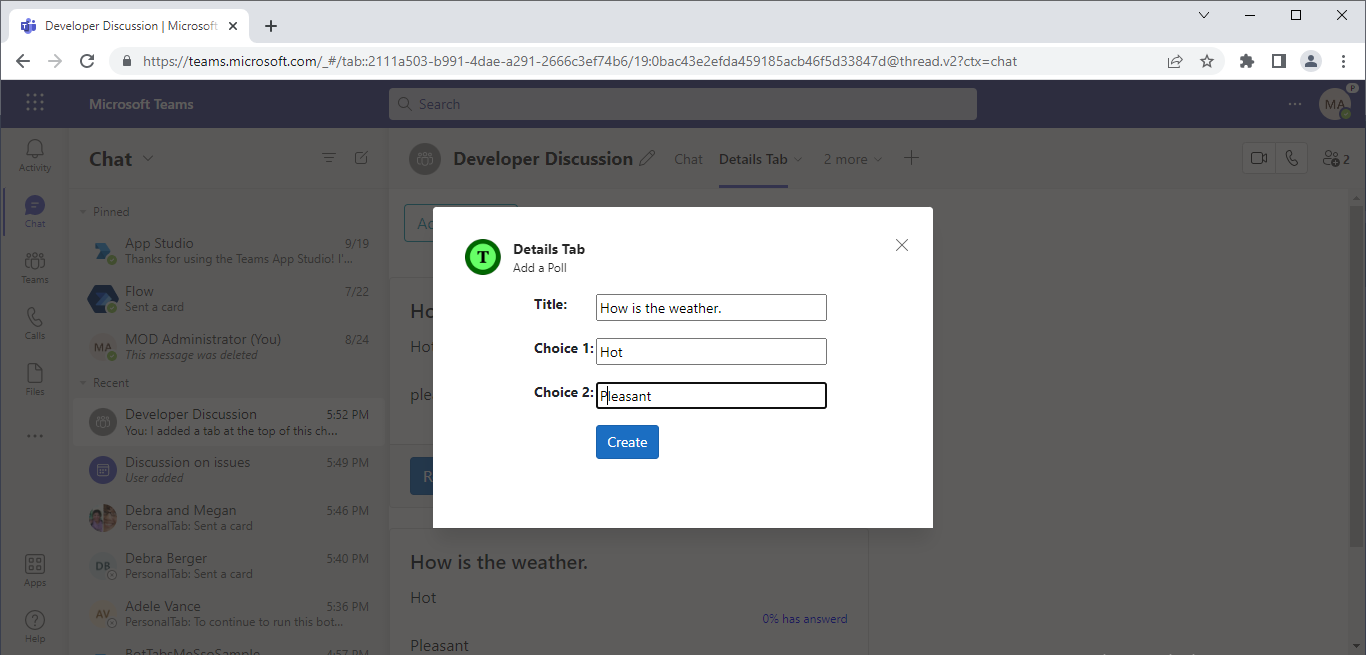 Developer Discussion | Microsoft
https://teams.microsoft.com/_#/tab::2111a503-b991-4dae-a291-2666c3ef74b6/19:0bac43e2efda459185acb46f5d33847d@thread.v2?ctx=chat
Microsoft Teams
Search
MA
P
Activity
Chat
Teams
Calls
Files
Apps
Help
Chat
Pinned
App Studio 9/19
Thanks for using the Teams App Studio! I'...
Flow 7/22
Sent a card
MA
MOD Administrator (You) 8/24
This message was deleted
Recent
Developer Discussion 5:52 PM
You: I added a tab at the top of this ch...
Discussion on issues 5:49 PM
User added
Debra and Megan 5:46 PM
PersonalTab: Sent a card
DB
Debra Berger 5:40 PM
PersonalTab: Sent a card
AV
Adele Vance 5:36 PM
PersonalTab: To continue to run this bot...
BotTabsMeSsoSample 4:57 PM
Developer Discussion
Chat
Details Tab
2 more
2
Ad
Ho
Hot
plea
R
T
Details Tab
Add a Poll
Title: How is the weather.
Choice 1: Hot
Choice 2: Pleasant
Create
How is the weather.
Hot
0% has answerd
Pleasant